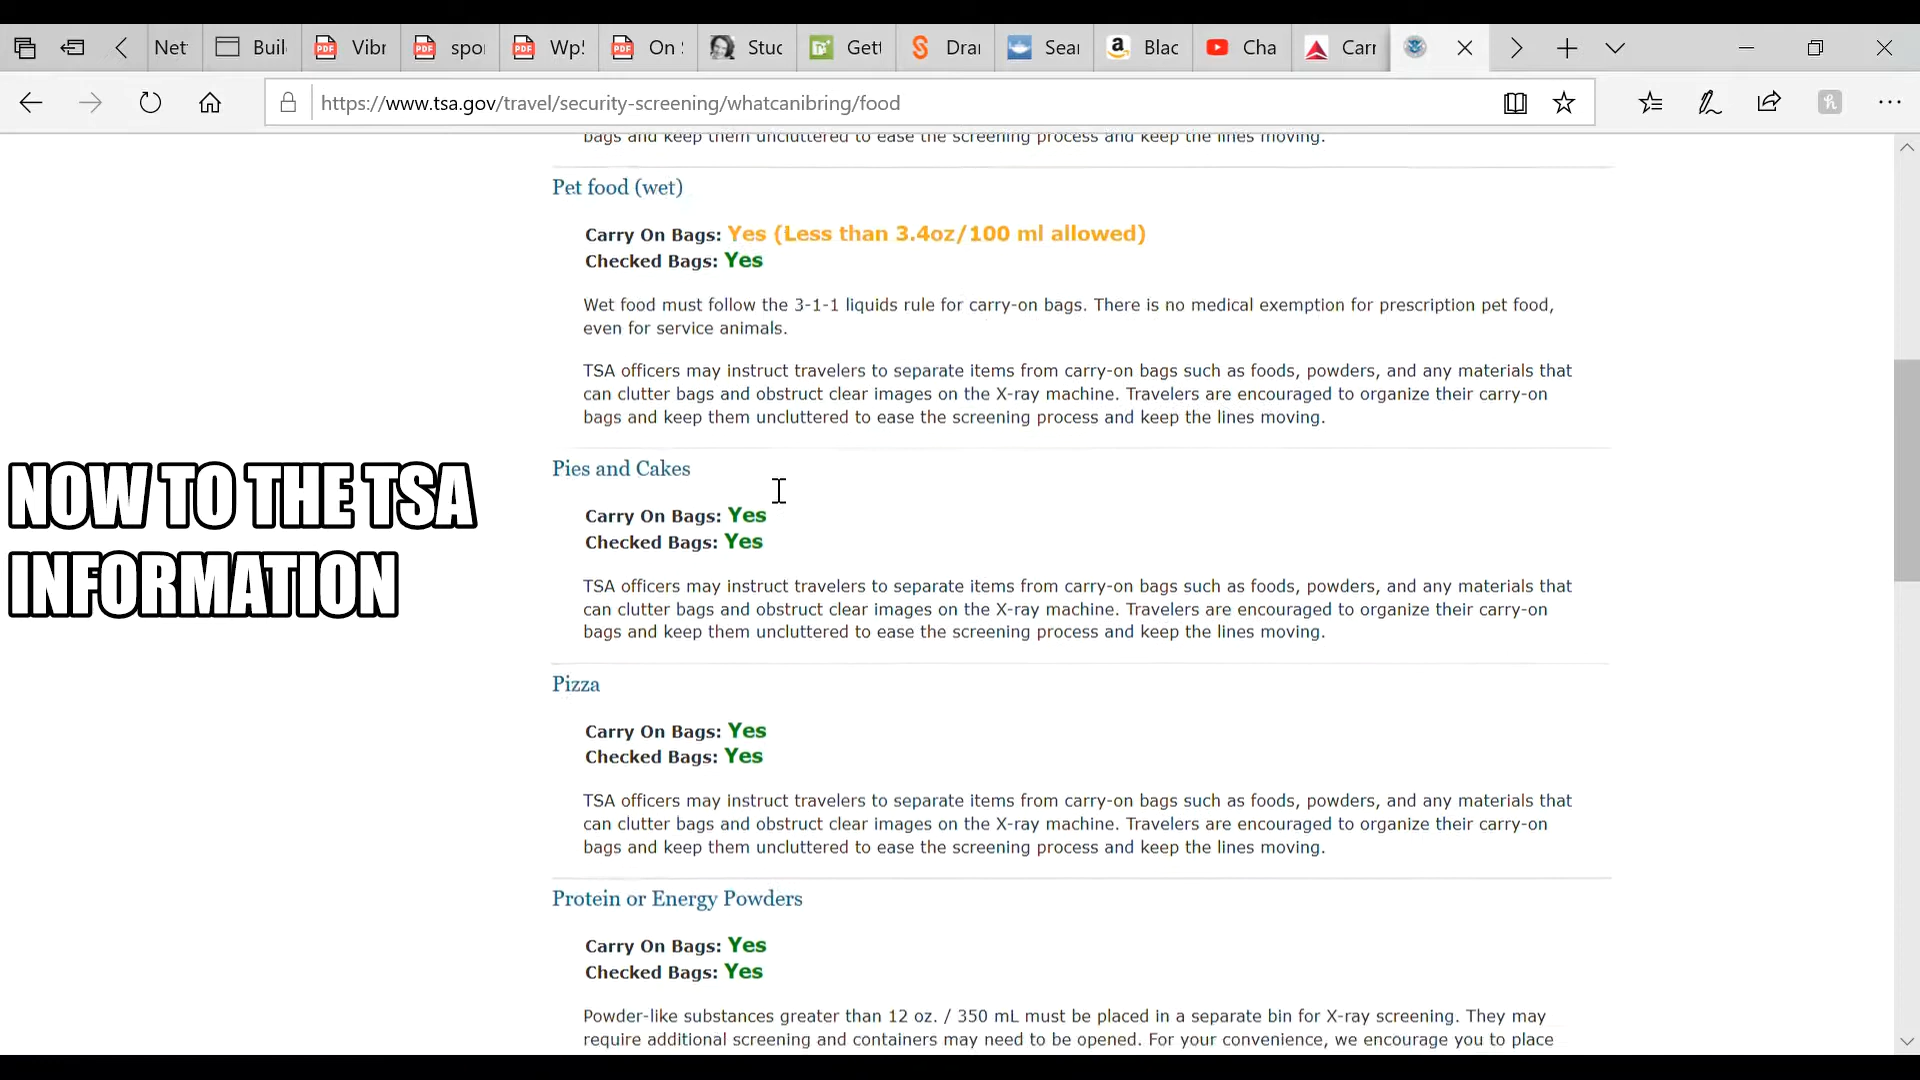 Net
Buil
Vibr
spor
Wp!
On :
Stuc
Gett
Drai
Sear
Blac
Cha
Carr
https://www.tsa.gov/travel/security-screening/whatcanibring/food
bags and keep them uncluttered to ease the screening process and keep the lines moving.
Pet food (wet)
Carry On Bags: Yes (Less than 3.4oz/100 ml allowed)
Checked Bags: Yes
Wet food must follow the 3-1-1 liquids rule for carry-on bags. There is no medical exemption for prescription pet food,
even for service animals.
TSA officers may instruct travelers to separate items from carry-on bags such as foods, powders, and any materials that
can clutter bags and obstruct clear images on the X-ray machine. Travelers are encouraged to organize their carry-on
bags and keep them uncluttered to ease the screening process and keep the lines moving.
NOW TO THE TSA
INFORMATION
Pies and Cakes
Carry On Bags: Yes
Checked Bags: Yes
TSA officers may instruct travelers to separate items from carry-on bags such as foods, powders, and any materials that
can clutter bags and obstruct clear images on the X-ray machine. Travelers are encouraged to organize their carry-on
bags and keep them uncluttered to ease the screening process and keep the lines moving.
Pizza
Carry On Bags: Yes
Checked Bags: Yes
TSA officers may instruct travelers to separate items from carry-on bags such as foods, powders, and any materials that
can clutter bags and obstruct clear images on the X-ray machine. Travelers are encouraged to organize their carry-on
bags and keep them uncluttered to ease the screening process and keep the lines moving.
Protein or Energy Powders
Carry On Bags: Yes
Checked Bags: Yes
Powder-like substances greater than 12 oz. / 350 mL must be placed in a separate bin for X-ray screening. They may
require additional screening and containers may need to be opened. For your convenience, we encourage you to place